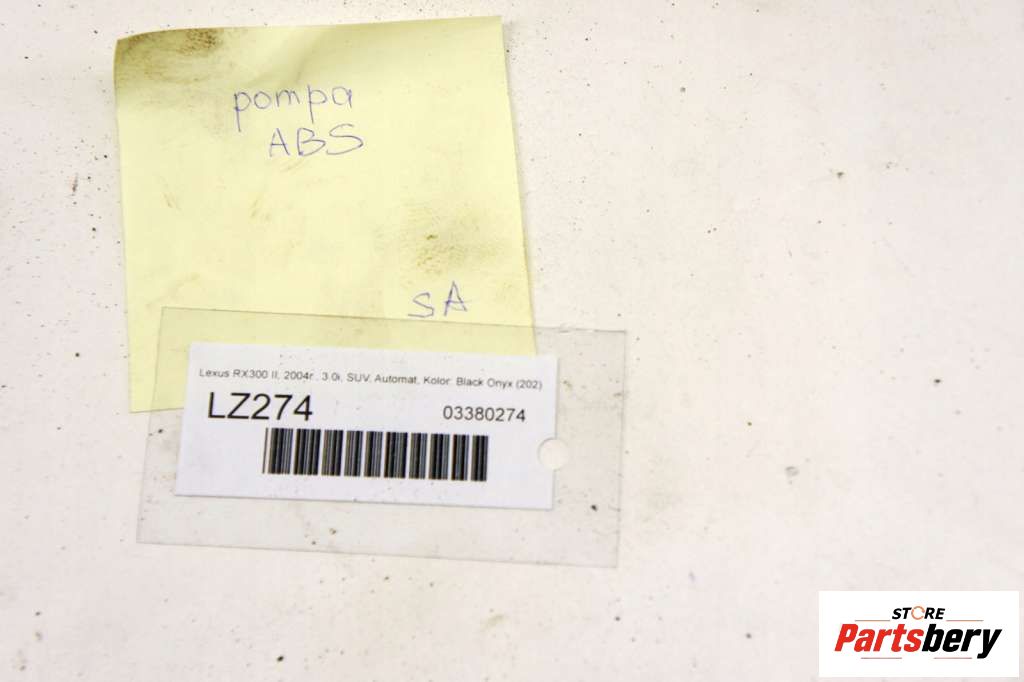 pompa
ABS
SA
Lexus RX300 II, 2004r., 3.0i, SUV, Automat, Kolor: Black Onyx (202)
LZ274
03380274
STORE
Partsbery